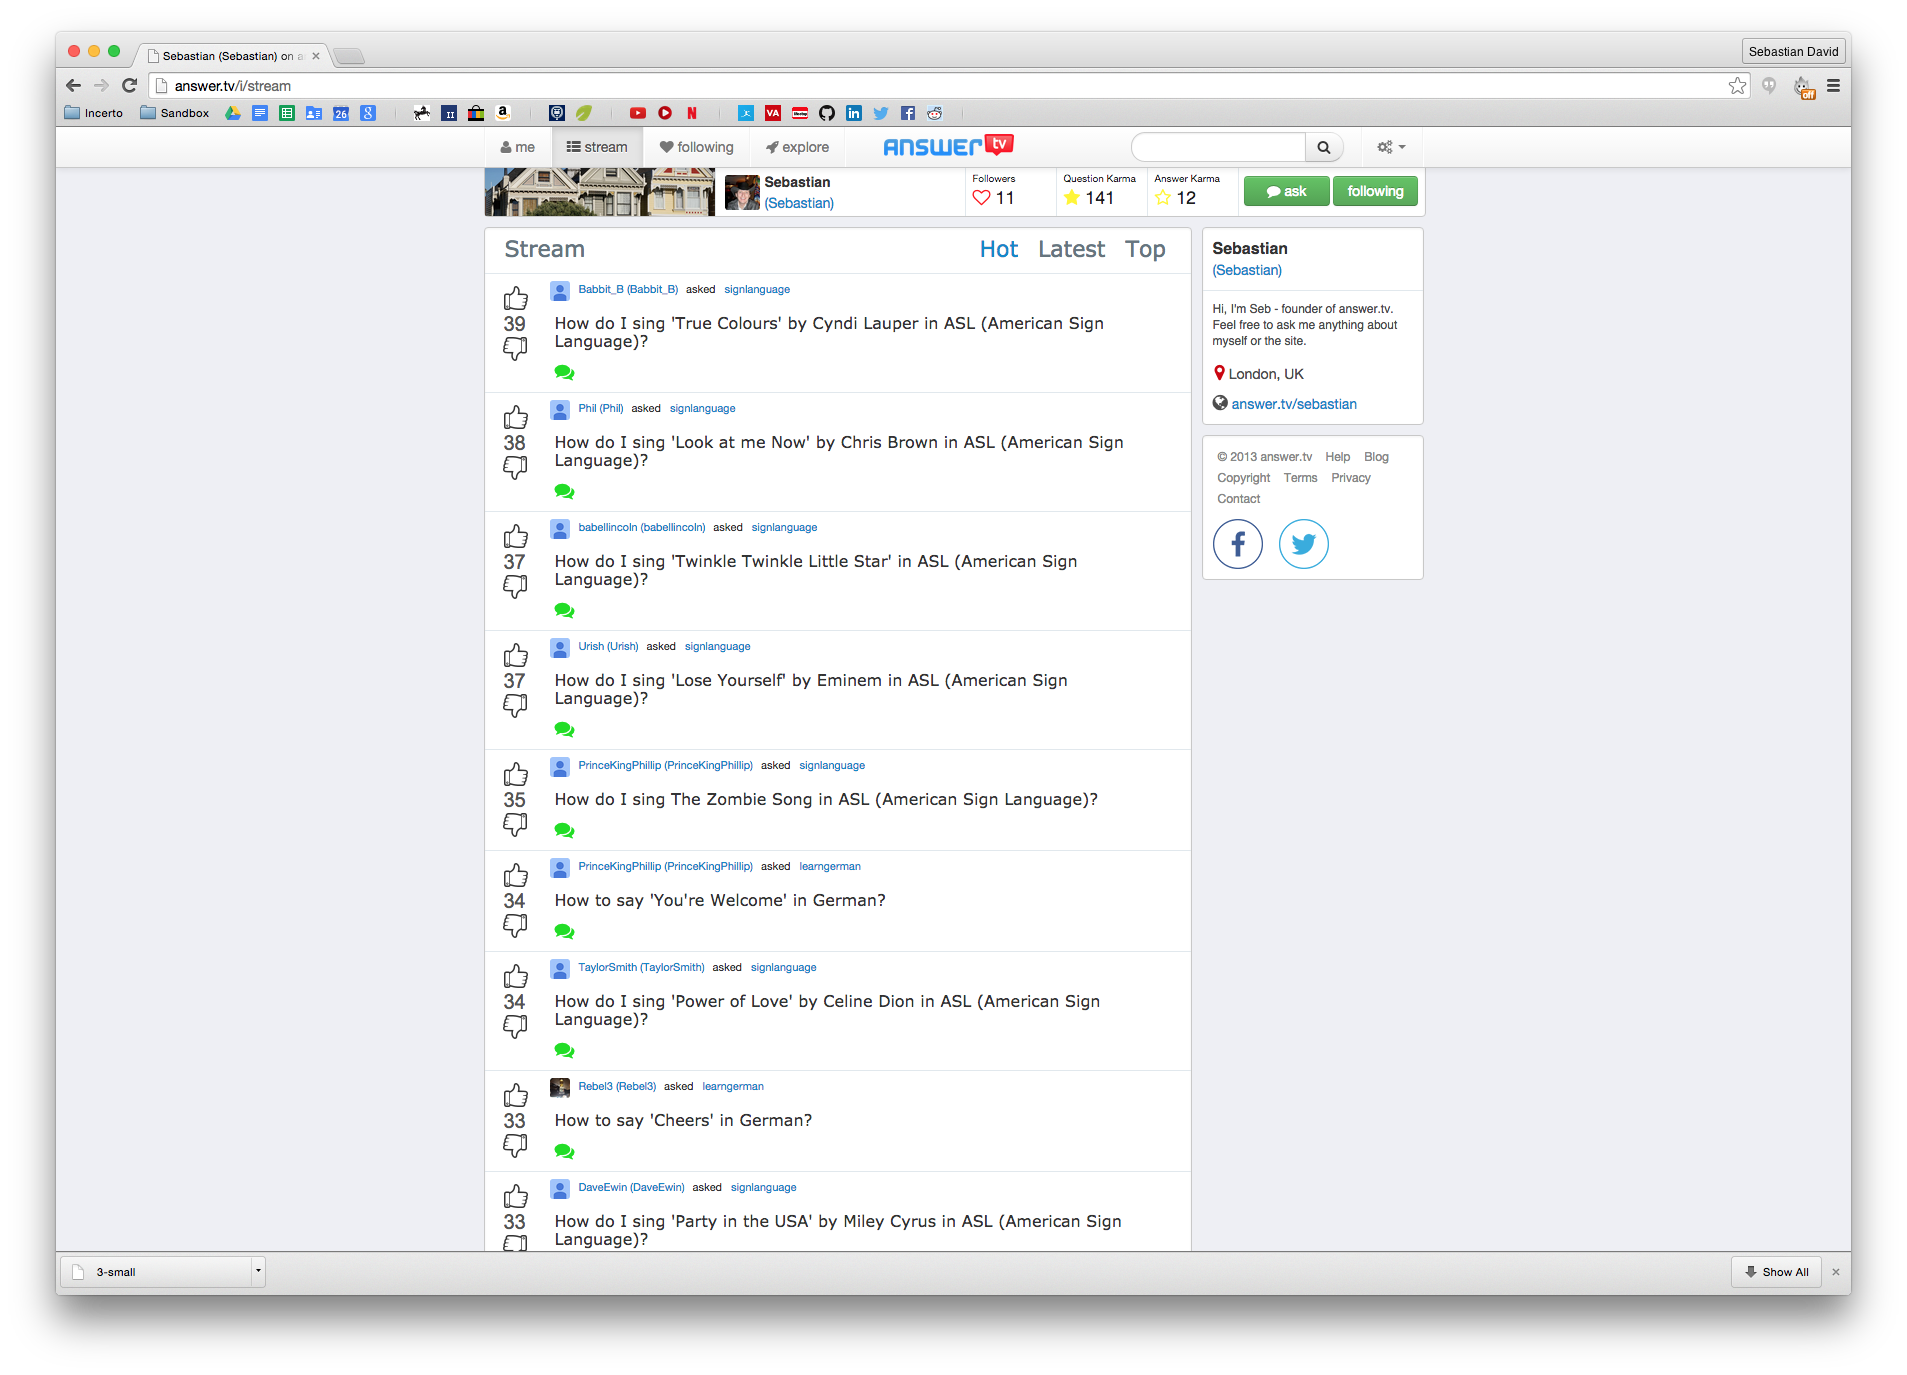 Sebastian (Sebastian) on a
Sebastian David
answer.tv/i/stream
Incerto
Sandbox
26
II
a
N
VA
Meetup
in
off
me
stream
following
explore
ANSWER tv
Sebastian
(Sebastian)
Followers
11
Question Karma
141
Answer Karma
12
ask
following
Stream
Hot Latest Top
Babbit_B (Babbit_B) asked signlanguage
39
How do I sing 'True Colours' by Cyndi Lauper in ASL (American Sign
Language)?
Phil (Phil) asked signlanguage
38
How do I sing 'Look at me Now' by Chris Brown in ASL (American Sign
Language)?
babellincoln (babellincoln) asked signlanguage
37
How do I sing 'Twinkle Twinkle Little Star' in ASL (American Sign
Language)?
Urish (Urish) asked signlanguage
37
How do I sing 'Lose Yourself' by Eminem in ASL (American Sign
Language)?
PrinceKingPhillip (PrinceKingPhillip) asked signlanguage
35
How do I sing The Zombie Song in ASL (American Sign Language)?
PrinceKingPhillip (PrinceKingPhillip) asked learngerman
34
How to say 'You're Welcome' in German?
TaylorSmith (TaylorSmith) asked signlanguage
34
How do I sing 'Power of Love' by Celine Dion in ASL (American Sign
Language)?
Rebel3 (Rebel3) asked learngerman
33
How to say 'Cheers' in German?
DaveEwin (DaveEwin) asked signlanguage
33
How do I sing 'Party in the USA' by Miley Cyrus in ASL (American Sign
Language)?
Sebastian
(Sebastian)
Hi, I'm Seb - founder of answer.tv.
Feel free to ask me anything about
myself or the site.
London, UK
answer.tv/sebastian
© 2013 answer.tv Help Blog
Copyright Terms Privacy
Contact
3-small
Show All